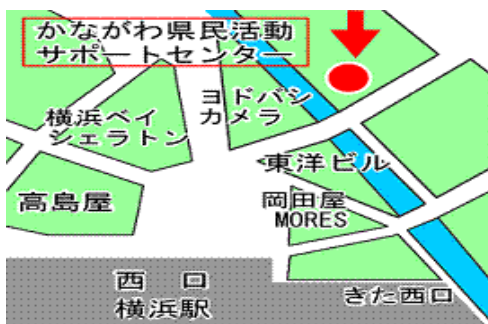 かながわ県民活動
サポートセンター
ヨドバシ
カメラ
横浜ベイ
シェラトン
東洋ビル
高島屋
岡田屋
MORES
西口
横浜駅
きた西口